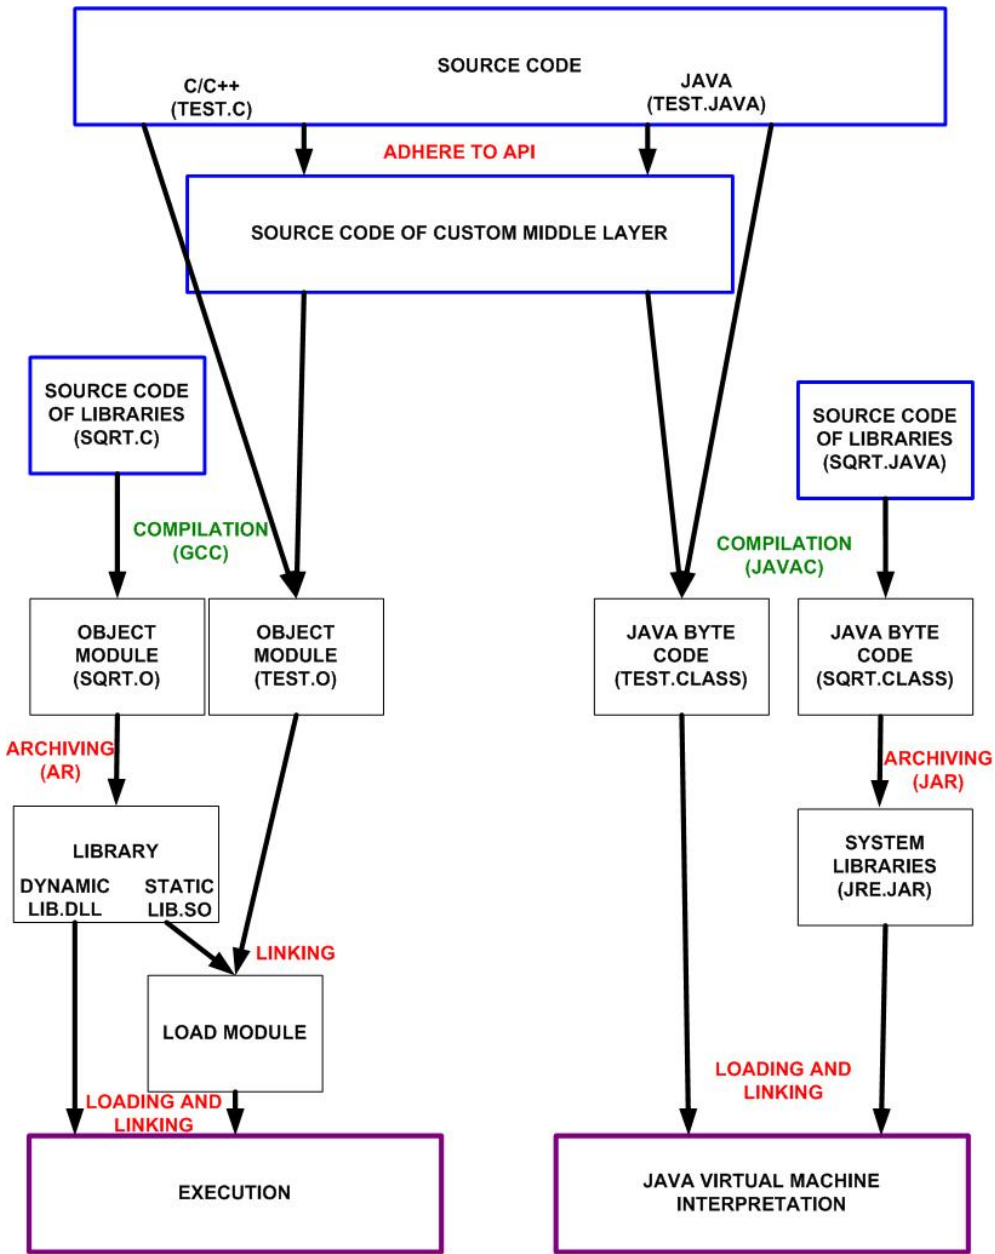 SOURCE CODE
C/C++
(TEST.C)
JAVA
(TEST.JAVA)
ADHERE TO API
SOURCE CODE OF CUSTOM MIDDLE LAYER
SOURCE CODE
OF LIBRARIES
(SQRT.C)
SOURCE CODE
OF LIBRARIES
(SQRT.JAVA)
COMPILATION
(GCC)
COMPILATION
(JAVAC)
OBJECT
MODULE
(SQRT.O)
OBJECT
MODULE
(TEST.O)
JAVA BYTE
CODE
(TEST.CLASS)
JAVA BYTE
CODE
(SQRT.CLASS)
ARCHIVING
(AR)
ARCHIVING
(JAR)
LIBRARY
DYNAMIC
LIB.DLL
STATIC
LIB.SO
SYSTEM
LIBRARIES
(JRE.JAR)
LINKING
LOAD MODULE
LOADING AND
LINKING
LOADING AND
LINKING
EXECUTION
JAVA VIRTUAL MACHINE
INTERPRETATION